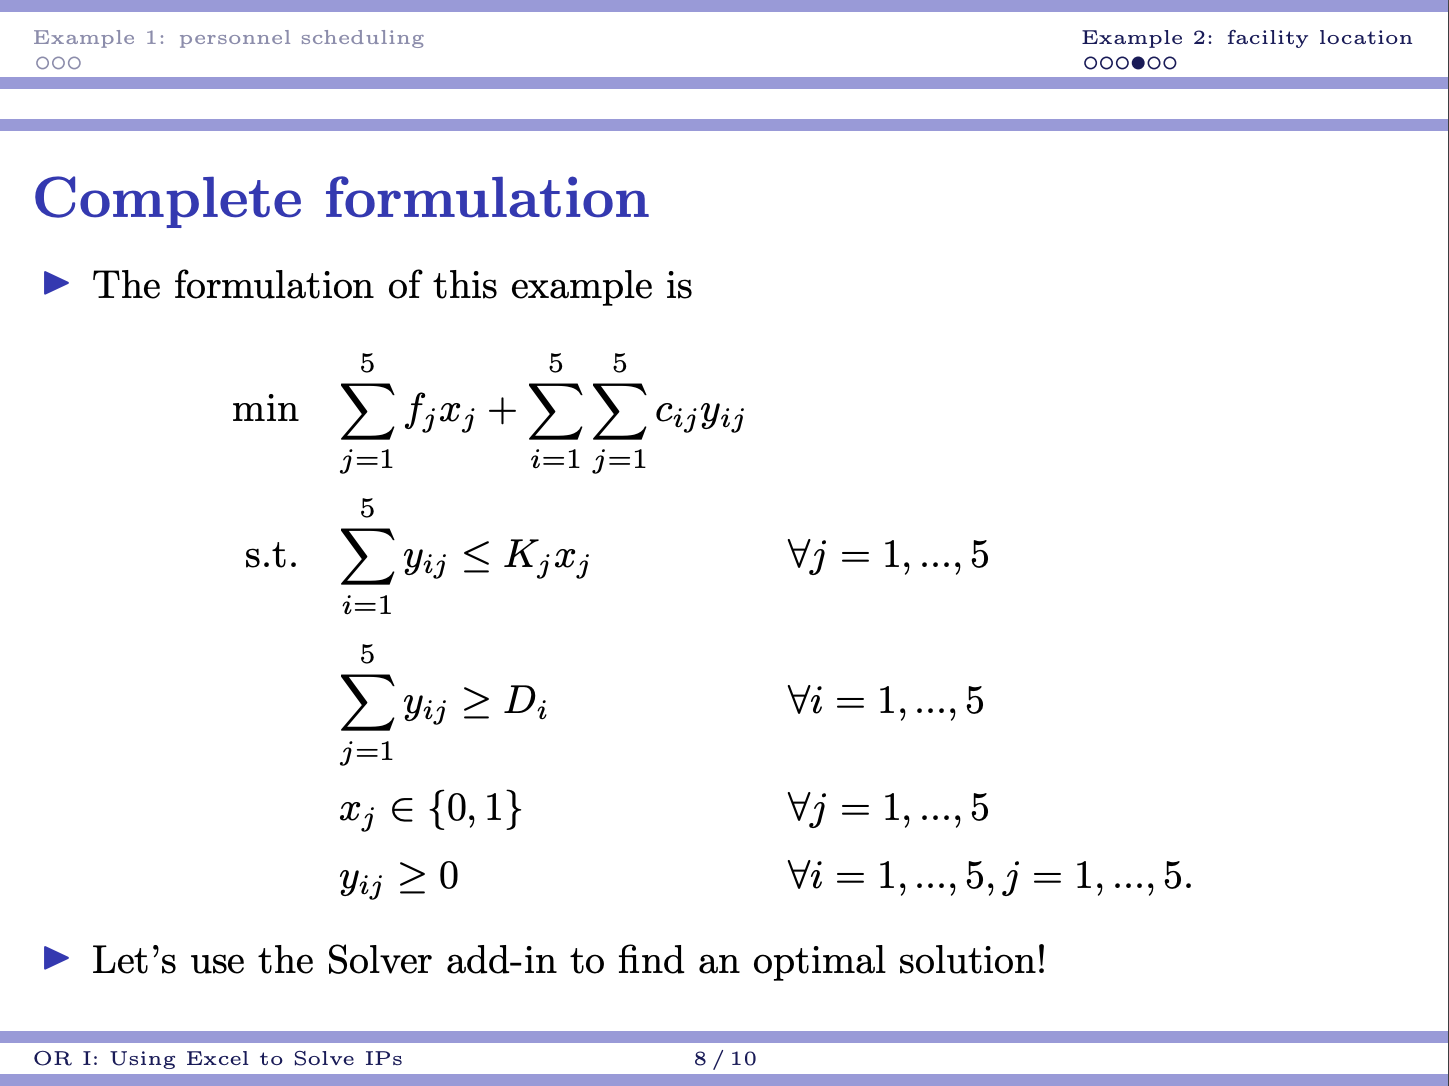 Example 1: personnel scheduling
Example 2: facility location
Complete formulation
▶ The formulation of this example is
min $\sum_{j=1}^{5} f_j x_j + \sum_{i=1}^{5} \sum_{j=1}^{5} c_{ij} y_{ij}$
s.t. $\sum_{i=1}^{5} y_{ij} \leq K_j x_j \quad \forall j = 1, ..., 5$
$\sum_{j=1}^{5} y_{ij} \geq D_i \quad \forall i = 1, ..., 5$
$x_j \in \{0, 1\} \quad \forall j = 1, ..., 5$
$y_{ij} \geq 0 \quad \forall i = 1, ..., 5, j = 1, ..., 5.$
▶ Let's use the Solver add-in to find an optimal solution!
OR I: Using Excel to Solve IPs
8 / 10